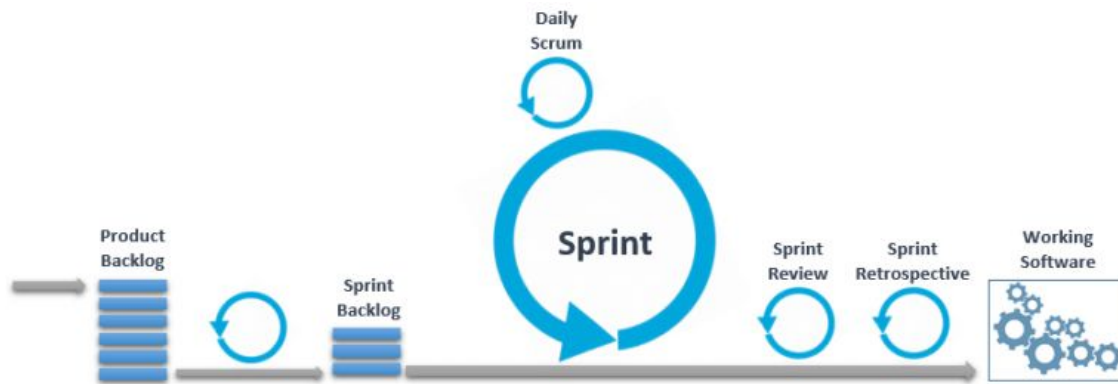 Daily
Scrum
Sprint
Product
Backlog
Sprint
Backlog
Sprint
Review
Sprint
Retrospective
Working
Software